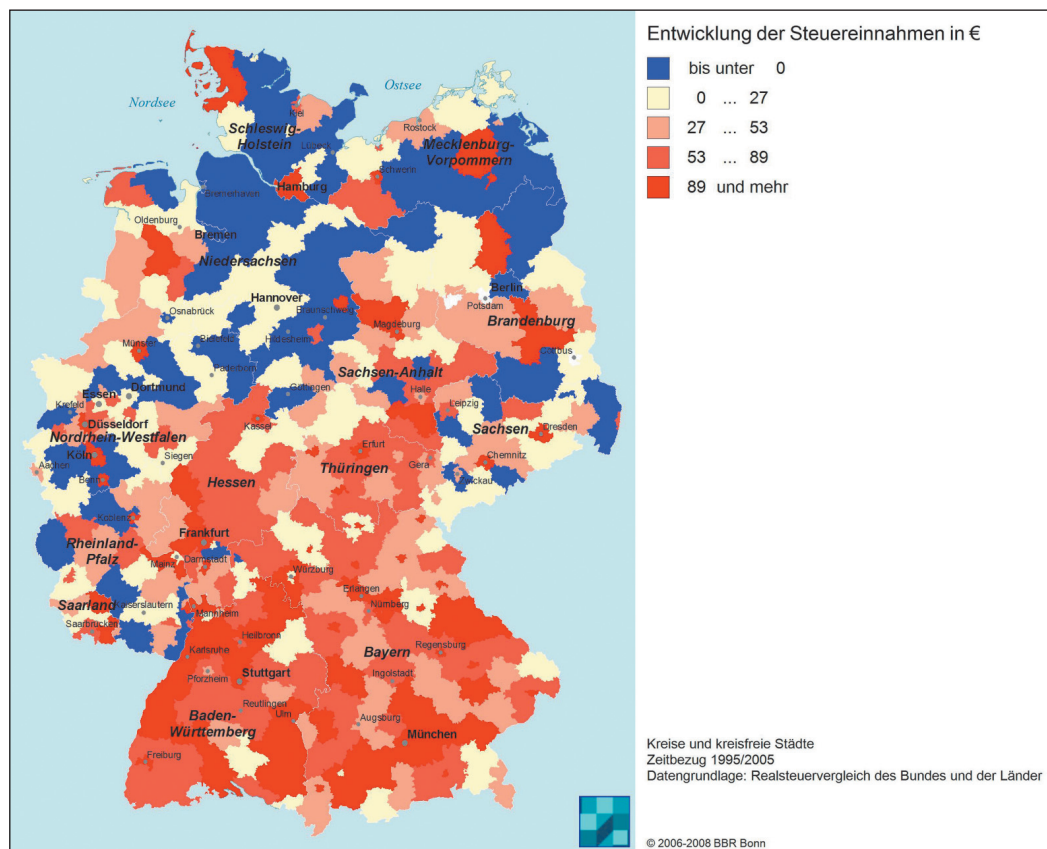 Entwicklung der Steuereinnahmen in €
bis unter 0
0 ... 27
27 ... 53
53 ... 89
89 und mehr
Nordsee
Ostsee
Kiel
Schleswig-
Holstein
Lübeck
Rostock
Mecklenburg-
Vorpommern
Schwerin
Hamburg
Bremerhaven
Oldenburg
Bremen
Niedersachsen
Hannover
Berlin
Potsdam
Osnabrück
Braunschweig
Brandenburg
Magdeburg
Bielefeld
Hildesheim
Cottbus
Münster
Paderborn
Sachsen-Anhalt
Göttingen
Halle
Essen
Dortmund
Krefeld
Leipzig
Düsseldorf
Kassel
Sachsen
Dresden
Nordrhein-Westfalen
Erfurt
Köln
Siegen
Thüringen
Gera
Chemnitz
Aachen
Bonn
Hessen
Zwickau
Koblenz
Frankfurt
Rheinland-
Pfalz
Mainz
Darmstadt
Würzburg
Erlangen
Saarland
Kaiserslautern
Mannheim
Nürnberg
Saarbrücken
Heilbronn
Karlsruhe
Bayern
Regensburg
Pforzheim
Stuttgart
Ingolstadt
Reutlingen
Ulm
Baden-
Württemberg
Augsburg
München
Freiburg
Kreise und kreisfreie Städte
Zeitbezug 1995/2005
Datengrundlage: Realsteuervergleich des Bundes und der Länder
© 2006-2008 BBR Bonn